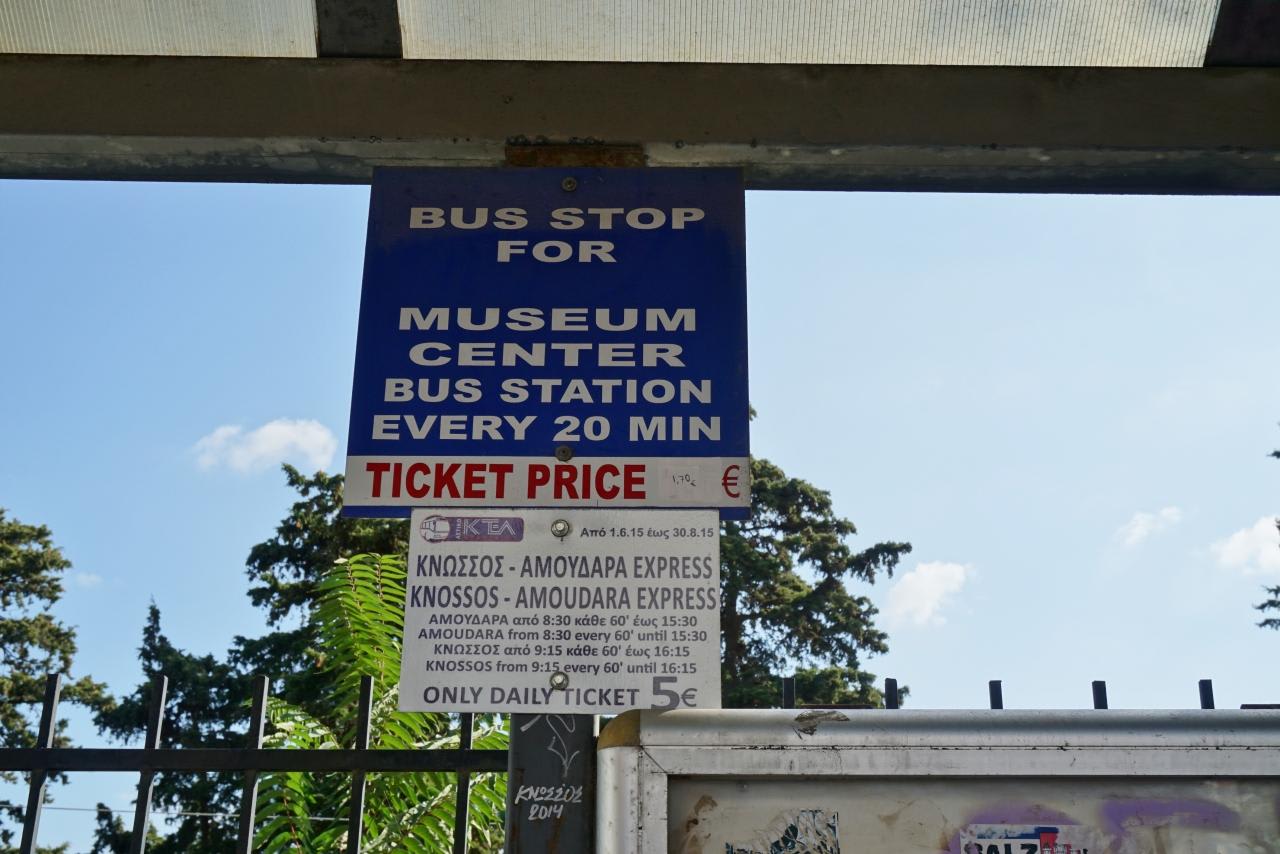 BUS STOP
FOR
MUSEUM
CENTER
BUS STATION
EVERY 20 MIN
TICKET PRICE 1,70€ €
ΑΣΤΙΚΟ ΚΤΕΛ Από 1.6.15 έως 30.8.15
ΚΝΩΣΣΟΣ - ΑΜΟΥΔΑΡΑ EXPRESS
KNOSSOS - AMOUDARA EXPRESS
ΑΜΟΥΔΑΡΑ από 8:30 κάθε 60' έως 15:30
AMOUDARA from 8:30 every 60' until 15:30
ΚΝΩΣΣΟΣ από 9:15 κάθε 60' έως 16:15
KNOSSOS from 9:15 every 60' until 16:15
ONLY DAILY TICKET 5€
ΚΝΩΣΣΟΣ
2014